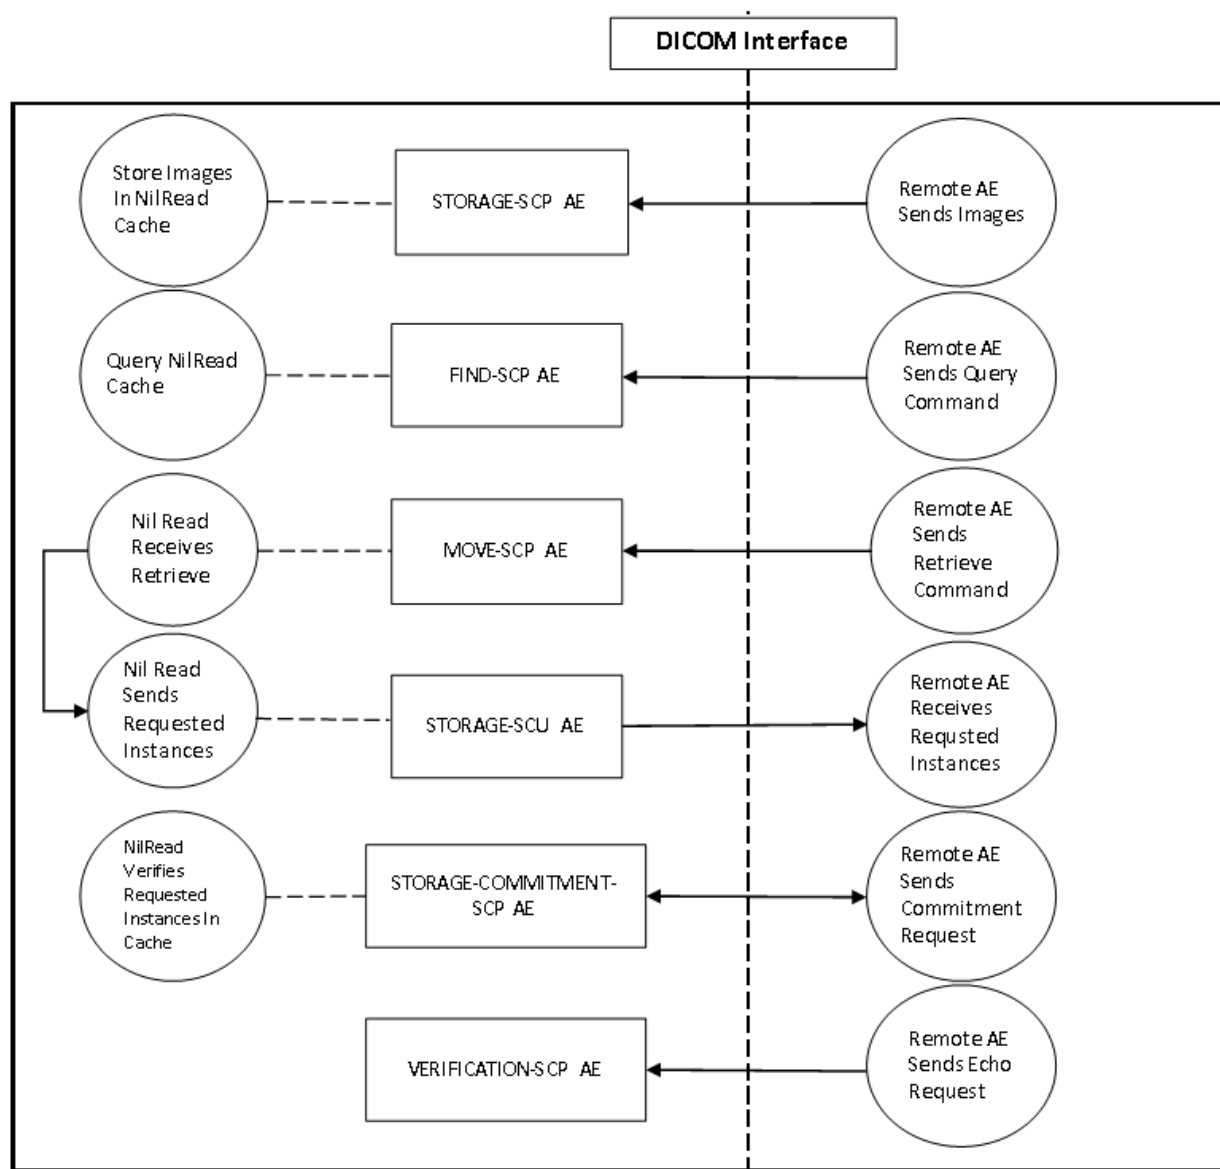 DICOM Interface
Store Images
In NilRead
Cache
STORAGE-SCP AE
Remote AE
Sends Images
Query NilRead
Cache
FIND-SCP AE
Remote AE
Sends Query
Command
Nil Read
Receives
Retrieve
MOVE-SCP AE
Remote AE
Sends
Retrieve
Command
Nil Read
Sends
Requested
Instances
STORAGE-SCU AE
Remote AE
Receives
Requsted
Instances
NilRead
Verifies
Requested
Instances In
Cache
STORAGE-COMMITMENT-
SCP AE
Remote AE
Sends
Commitment
Request
VERIFICATION-SCP AE
Remote AE
Sends Echo
Request